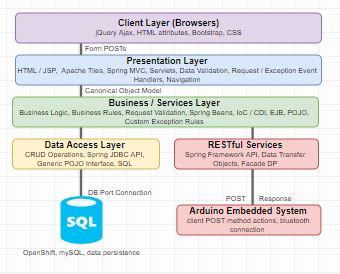 Client Layer (Browsers)
jQuery Ajax, HTML attributes, Bootstrap, CSS
Form POSTs
Presentation Layer
HTML / JSP, Apache Tiles, Spring MVC, Servlets, Data Validation, Request / Exception Event
Handlers, Navigation
Canonical Object Model
Business / Services Layer
Business Logic, Business Rules, Request Validation, Spring Beans, IoC / CDI, EJB, POJO,
Custom Exception Rules
Data Access Layer
CRUD Operations, Spring JDBC API,
Generic POJO Interface, SQL
RESTful Services
Spring Framework API, Data Transfer
Objects, Facade DP
DB Port Connection
SQL
OpenShift, mySQL, data persistence
POST
Response
Arduino Embedded System
client POST method actions, bluetooth
connection